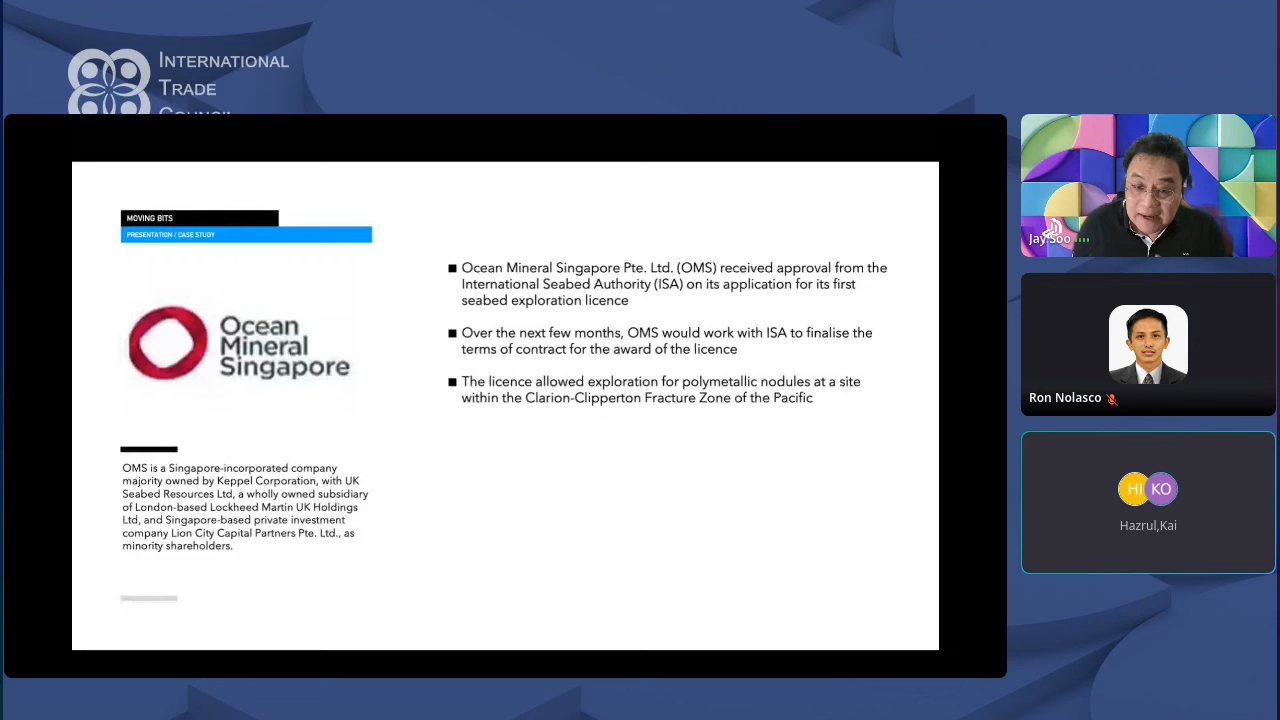 INTERNATIONAL
TRADE
COUNCIL
MOVING BITS
PRESENTATION / CASE STUDY
Ocean
Mineral
Singapore
OMS is a Singapore-incorporated company
majority owned by Keppel Corporation, with UK
Seabed Resources Ltd, a wholly owned subsidiary
of London-based Lockheed Martin UK Holdings
Ltd, and Singapore-based private investment
company Lion City Capital Partners Pte. Ltd., as
minority shareholders.
■ Ocean Mineral Singapore Pte. Ltd. (OMS) received approval from the
International Seabed Authority (ISA) on its application for its first
seabed exploration licence
■ Over the next few months, OMS would work with ISA to finalise the
terms of contract for the award of the licence
■ The licence allowed exploration for polymetallic nodules at a site
within the Clarion-Clipperton Fracture Zone of the Pacific
Jay Soo
Ron Nolasco
HI KO
Hazrul,Kai